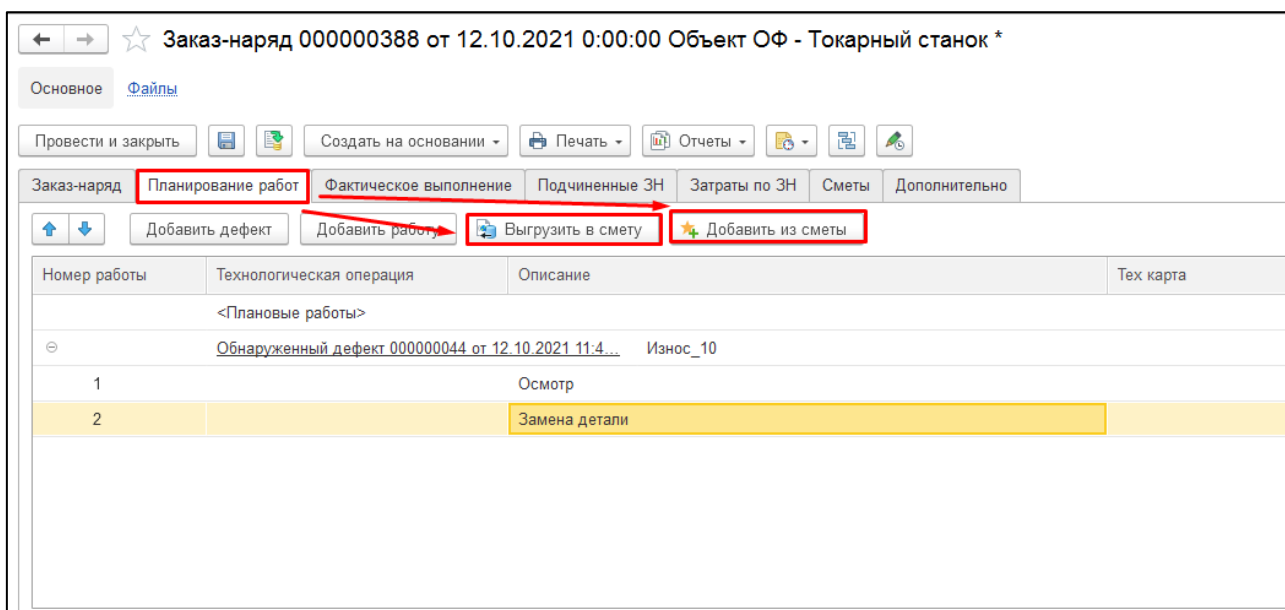 Заказ-наряд 000000388 от 12.10.2021 0:00:00 Объект ОФ - Токарный станок *
Основное Файлы
Провести и закрыть Создать на основании Печать Отчеты
Заказ-наряд Планирование работ Фактическое выполнение Подчиненные ЗН Затраты по ЗН Сметы Дополнительно
Добавить дефект Добавить работу Выгрузить в смету Добавить из сметы
Номер работы Технологическая операция Описание Тех карта
<Плановые работы>
Обнаруженный дефект 000000044 от 12.10.2021 11:4... Износ_10
1 Осмотр
2 Замена детали